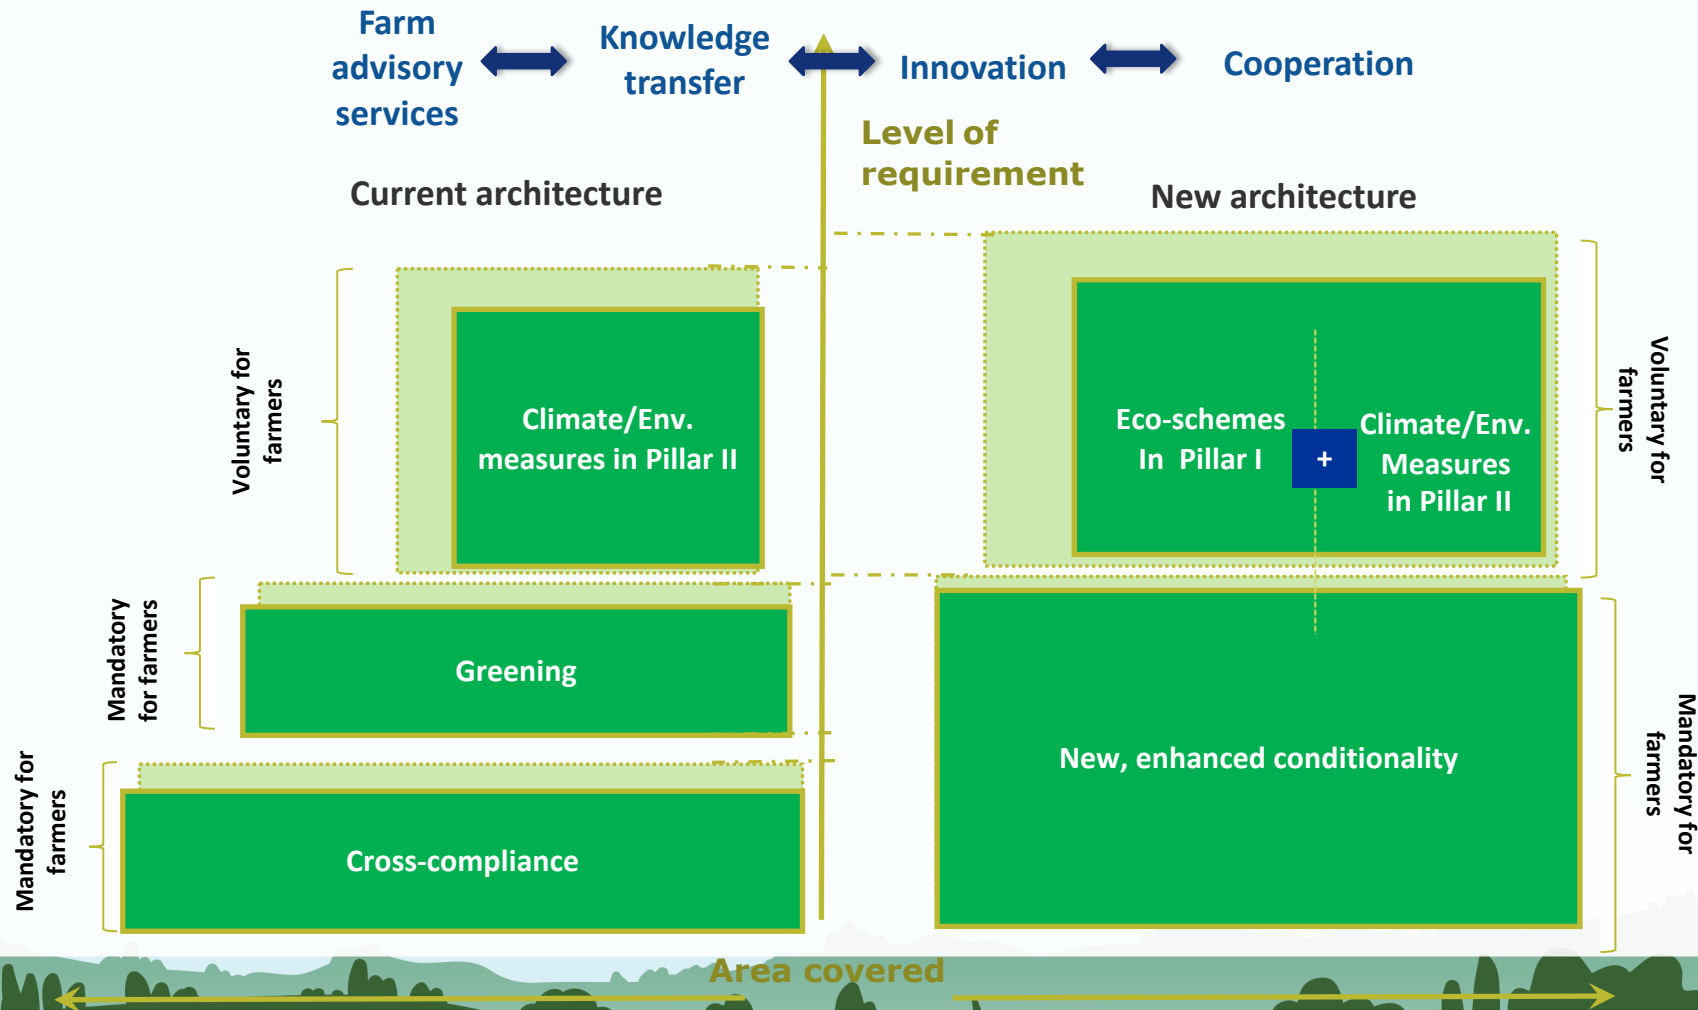 Farm
advisory
services
Knowledge
transfer
Innovation
Cooperation
Level of
requirement
Current architecture
New architecture
Voluntary for
farmers
Climate/Env.
measures in Pillar II
Eco-schemes
In Pillar I
+
Climate/Env.
Measures
in Pillar II
Voluntary for
farmers
Mandatory
for farmers
Greening
Mandatory for
farmers
Cross-compliance
New, enhanced conditionality
Mandatory for
farmers
Area covered